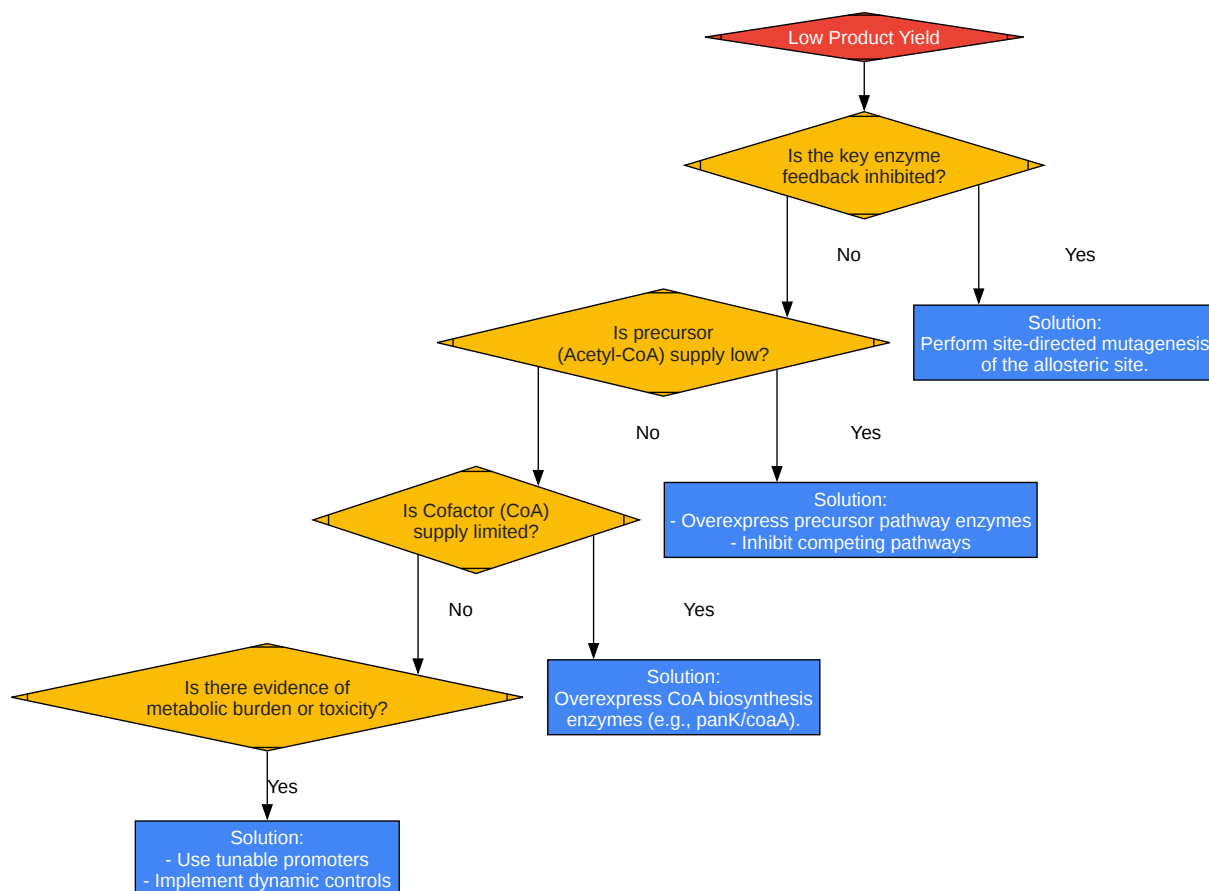 Low Product Yield
Is the key enzyme
feedback inhibited?
No
Yes
Is precursor
(Acetyl-CoA) supply low?
Solution:
Perform site-directed mutagenesis
of the allosteric site.
No
Yes
Is Cofactor (CoA)
supply limited?
Solution:
- Overexpress precursor pathway enzymes
- Inhibit competing pathways
No
Yes
Is there evidence of
metabolic burden or toxicity?
Solution:
Overexpress CoA biosynthesis
enzymes (e.g., panK/coaA).
Yes
Solution:
- Use tunable promoters
- Implement dynamic controls